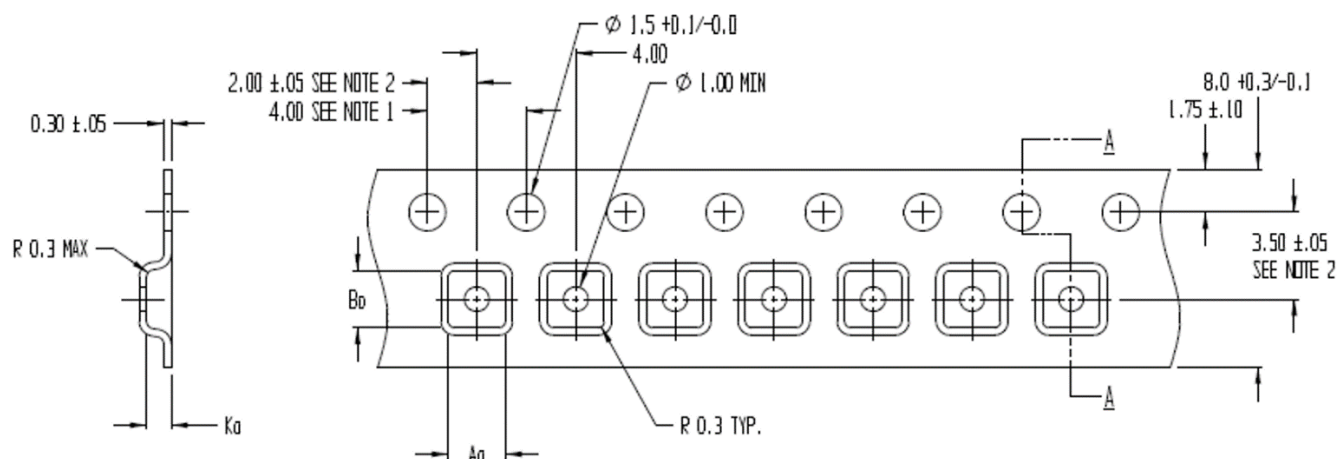 Ø 1.5 +0.1/-0.0
4.00
2.00 ±.05 SEE NOTE 2
Ø 1.00 MIN
8.0 +0.3/-0.1
4.00 SEE NOTE 1
1.75 ±.10
0.30 ±.05
A
R 0.3 MAX
3.50 ±.05
SEE NOTE 2
Bo
A
Ko
R 0.3 TYP.
Ao